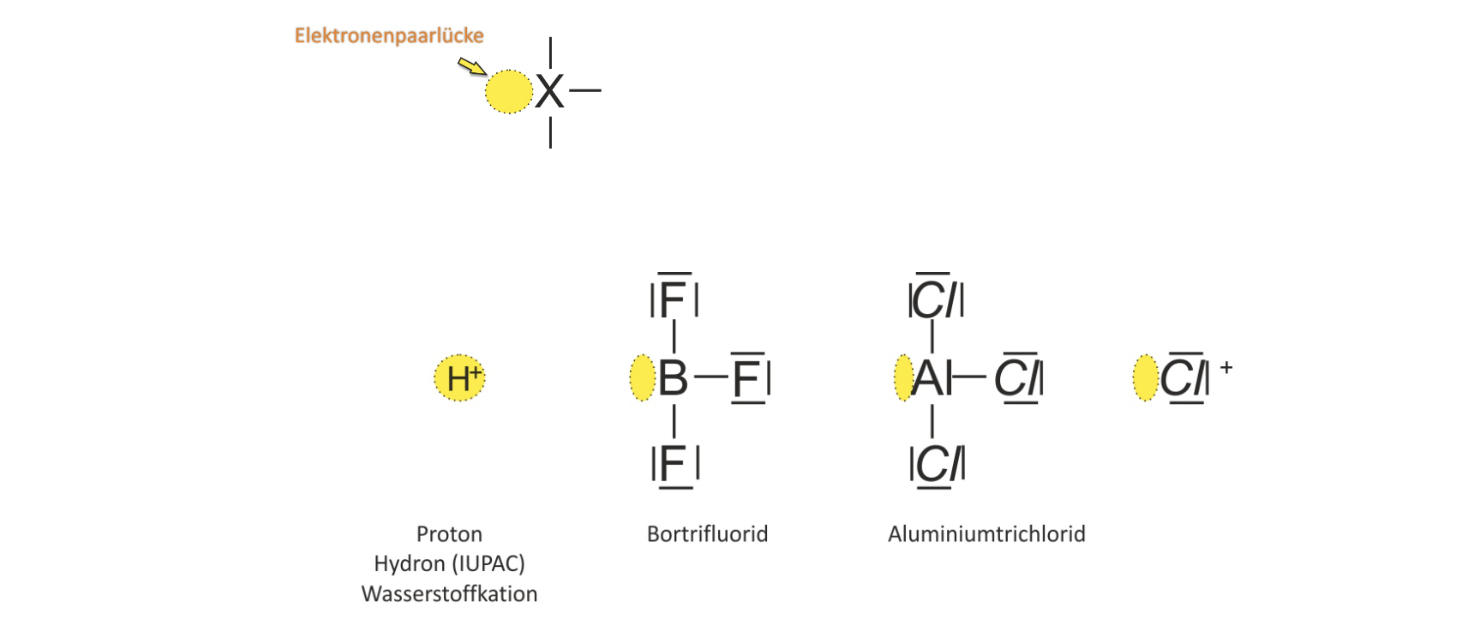 Elektronenpaarlücke
X
F Cl
H+ B F Al Cl Cl +
F Cl
Proton Bortrifluorid Aluminiumtrichlorid
Hydron (IUPAC)
Wasserstoffkation